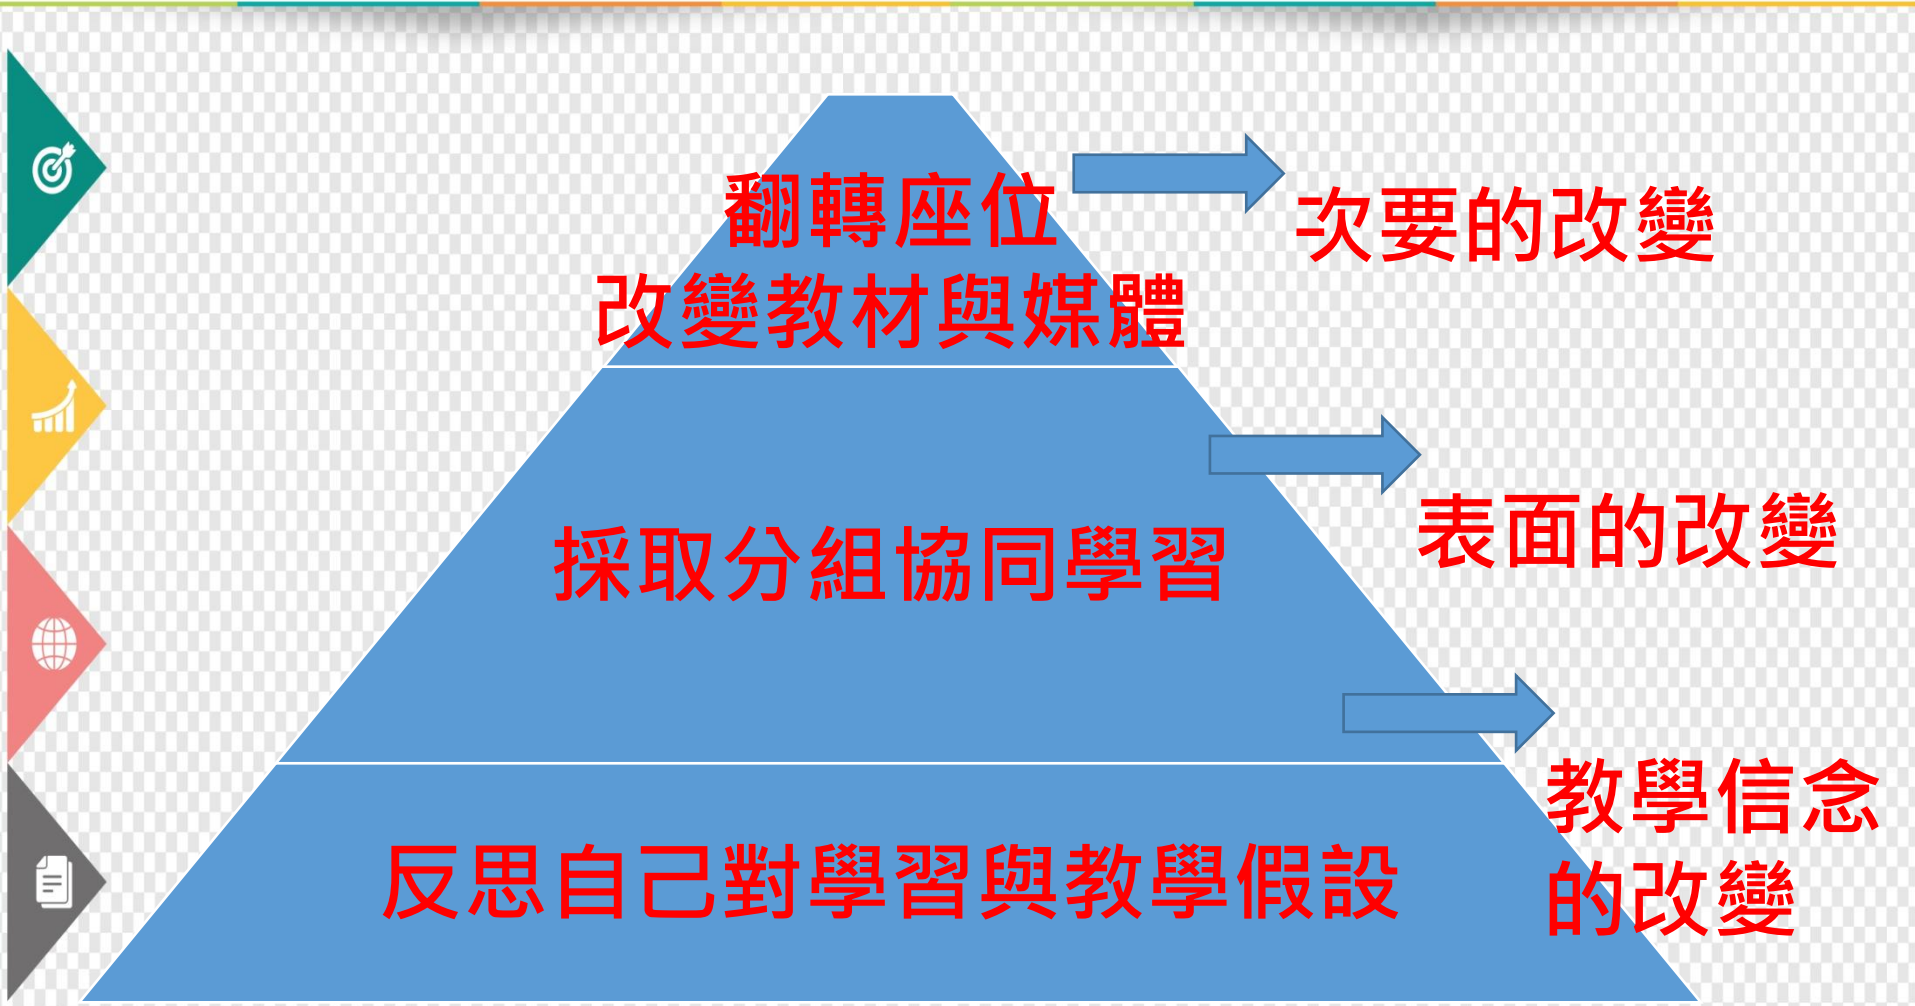 翻轉座位
改變教材與媒體
次要的改變
採取分組協同學習
表面的改變
反思自己對學習與教學假設
教學信念
的改變